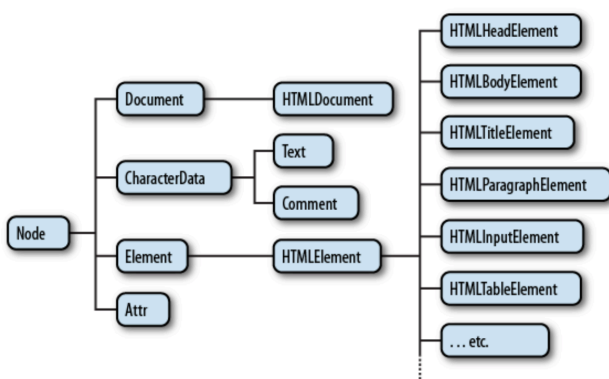 Node
Document
CharacterData
Element
Attr
HTMLDocument
Text
Comment
HTMLElement
HTMLHeadElement
HTMLBodyElement
HTMLTitleElement
HTMLParagraphElement
HTMLInputElement
HTMLTableElement
. . . etc.